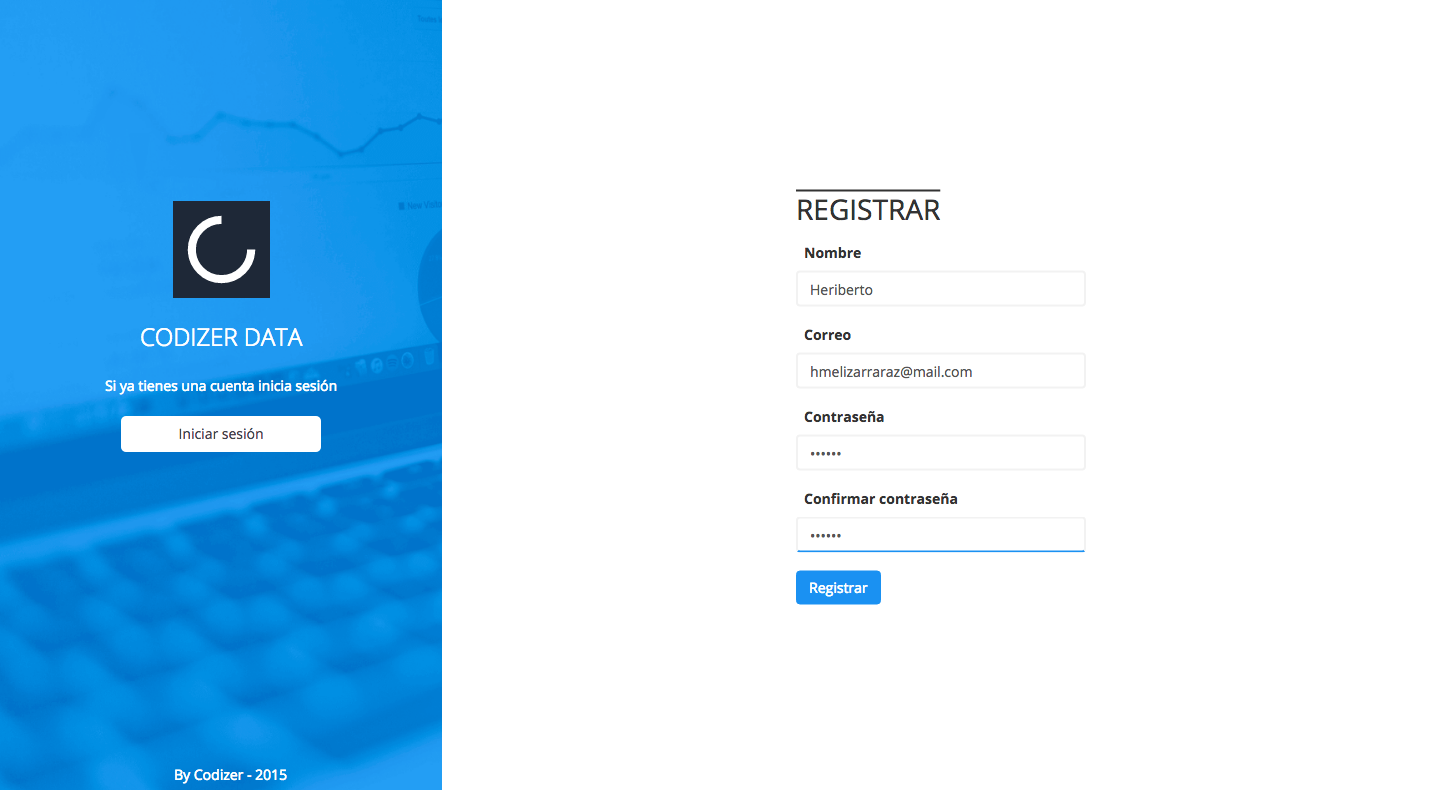 CODIZER DATA
Si ya tienes una cuenta inicia sesión
Iniciar sesión
By Codizer - 2015
REGISTRAR
Nombre
Heriberto
Correo
hmelizarraraz@mail.com
Contraseña
••••••
Confirmar contraseña
••••••
Registrar